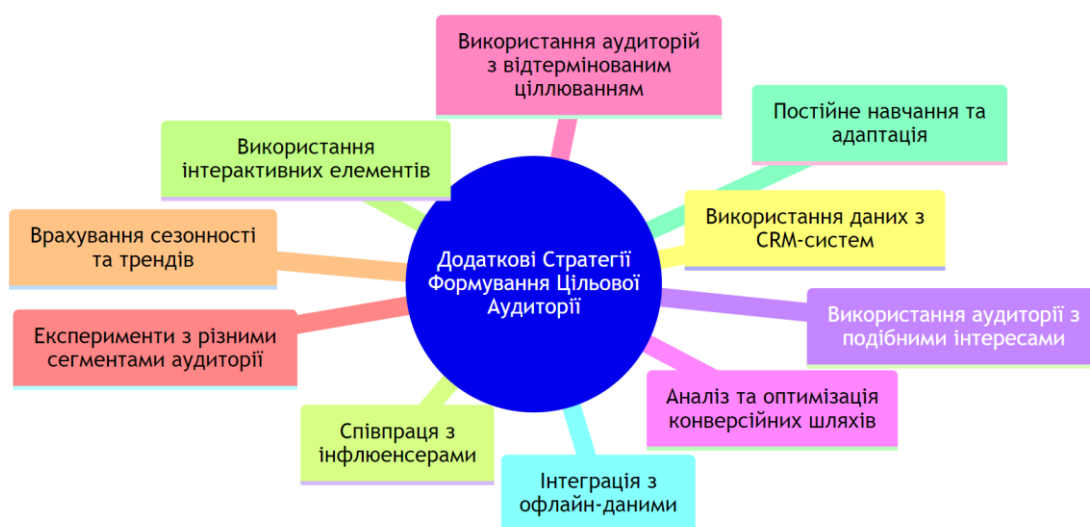 Використання аудиторій
з відтермінованим
ціллюванням
Постійне навчання та
адаптація
Використання
інтерактивних елементів
Використання даних з
CRM-систем
Врахування сезонності
та трендів
Додаткові Стратегії
Формування Цільової
Аудиторії
Використання аудиторії з
подібними інтересами
Експерименти з різними
сегментами аудиторії
Аналіз та оптимізація
конверсійних шляхів
Співпраця з
інфлюенсерами
Інтеграція з
офлайн-даними